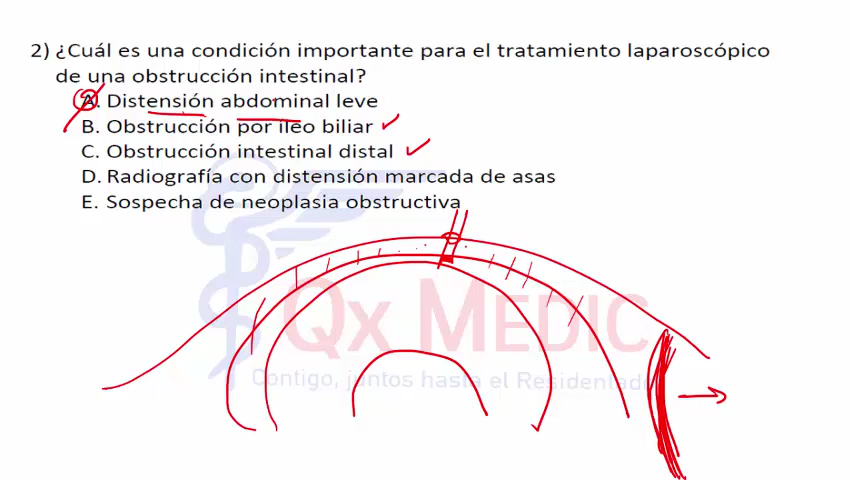 2) ¿Cuál es una condición importante para el tratamiento laparoscópico
de una obstrucción intestinal?
A. Distensión abdominal leve
B. Obstrucción por íleo biliar
C. Obstrucción intestinal distal
D. Radiografía con distensión marcada de asas
E. Sospecha de neoplasia obstructiva
Qx MEDIC
Contigo, juntos hasta el Residentado